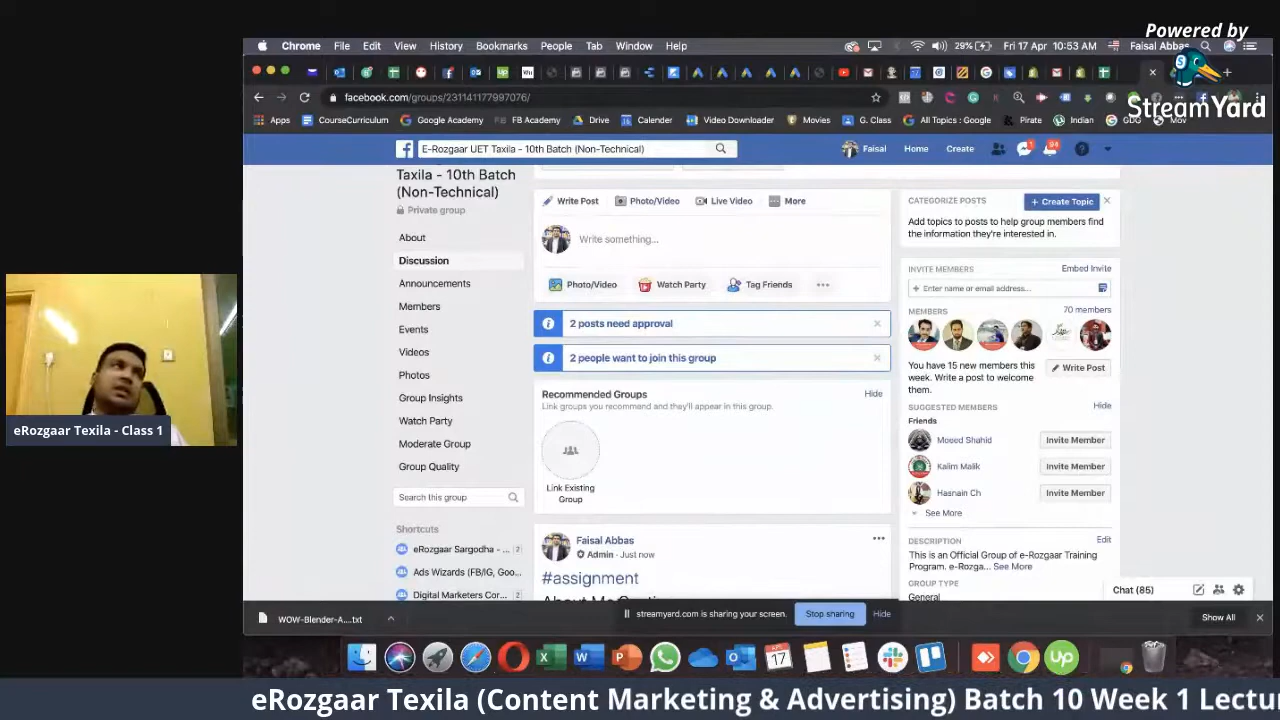 Powered by
StreamYard
Chrome File Edit View History Bookmarks People Tab Window Help
29% Fri 17 Apr 10:53 AM Faisal Abbas
facebook.com/groups/231141177997076/
Apps CourseCurriculum Google Academy FB Academy Drive Calendar Video Downloader Movies G. Class All Topics : Google Pirate Indian GDG Mov
E-Rozgaar UET Taxila - 10th Batch (Non-Technical)
Faisal Home Create
Taxila - 10th Batch
(Non-Technical)
Private group
About
Discussion
Announcements
Members
Events
Videos
Photos
Group Insights
Watch Party
Moderate Group
Group Quality
Search this group
Shortcuts
eRozgaar Sargodha - ... 2
Ads Wizards (FB/IG, Goo...
Digital Marketers Cor... 2
Write Post Photo/Video Live Video More
Write something...
Photo/Video Watch Party Tag Friends
2 posts need approval
2 people want to join this group
Recommended Groups Hide
Link groups you recommend and they'll appear in this group.
Link Existing
Group
Faisal Abbas
Admin · Just now
#assignment
CATEGORIZE POSTS + Create Topic
Add topics to posts to help group members find
the information they're interested in.
INVITE MEMBERS Embed Invite
+ Enter name or email address...
MEMBERS 70 members
You have 15 new members this
week. Write a post to welcome
them.
Write Post
SUGGESTED MEMBERS Hide
Friends
Moeed Shahid Invite Member
Kalim Malik Invite Member
Hasnain Ch Invite Member
See More
DESCRIPTION Edit
This is an Official Group of e-Rozgaar Training
Program. e-Rozga... See More
GROUP TYPE
General
Chat (85)
streamyard.com is sharing your screen. Stop sharing Hide
WOW-Blender-A....txt
Show All
eRozgaar Texila - Class 1
eRozgaar Texila (Content Marketing & Advertising) Batch 10 Week 1 Lectu